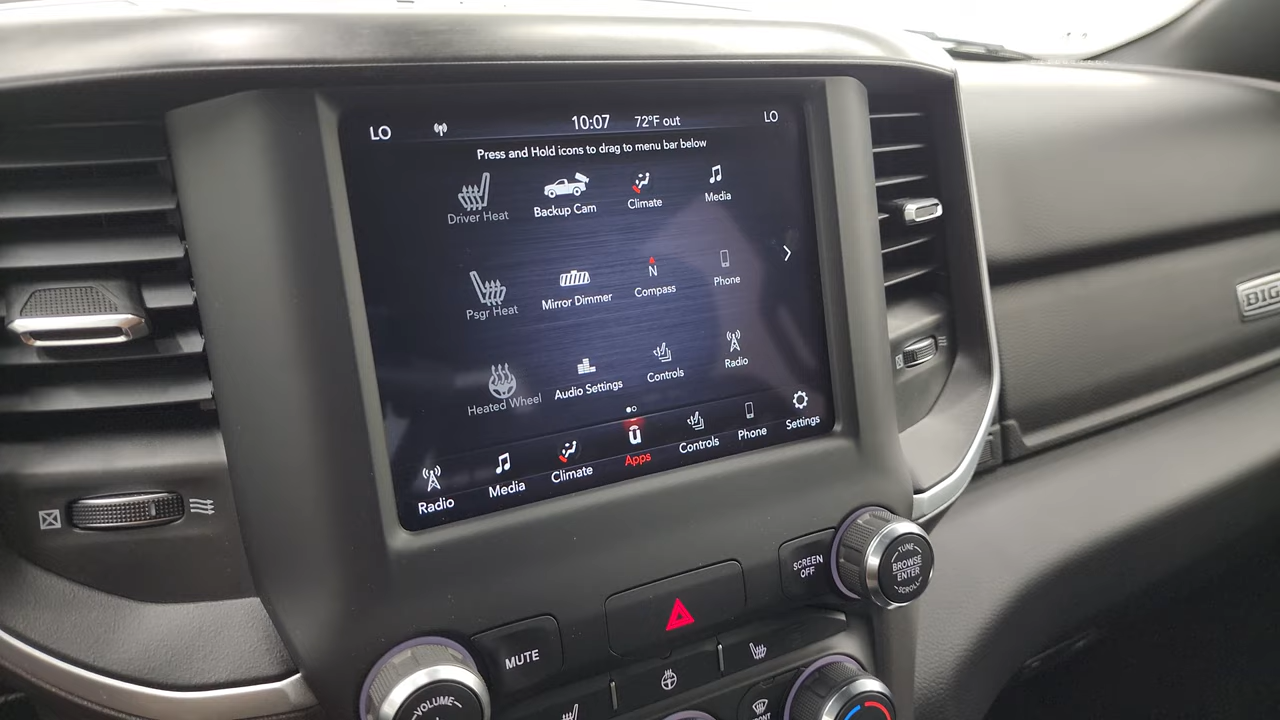 LO 10:07 72°F out LO
Press and Hold icons to drag to menu bar below
Driver Heat Backup Cam Climate Media
Psgr Heat Mirror Dimmer N Compass Phone
Heated Wheel Audio Settings Controls Radio
Radio Media Climate Apps Controls Phone Settings
BIG
SCREEN
OFF
TUNE
BROWSE
ENTER
SCROLL
MUTE
VOLUME